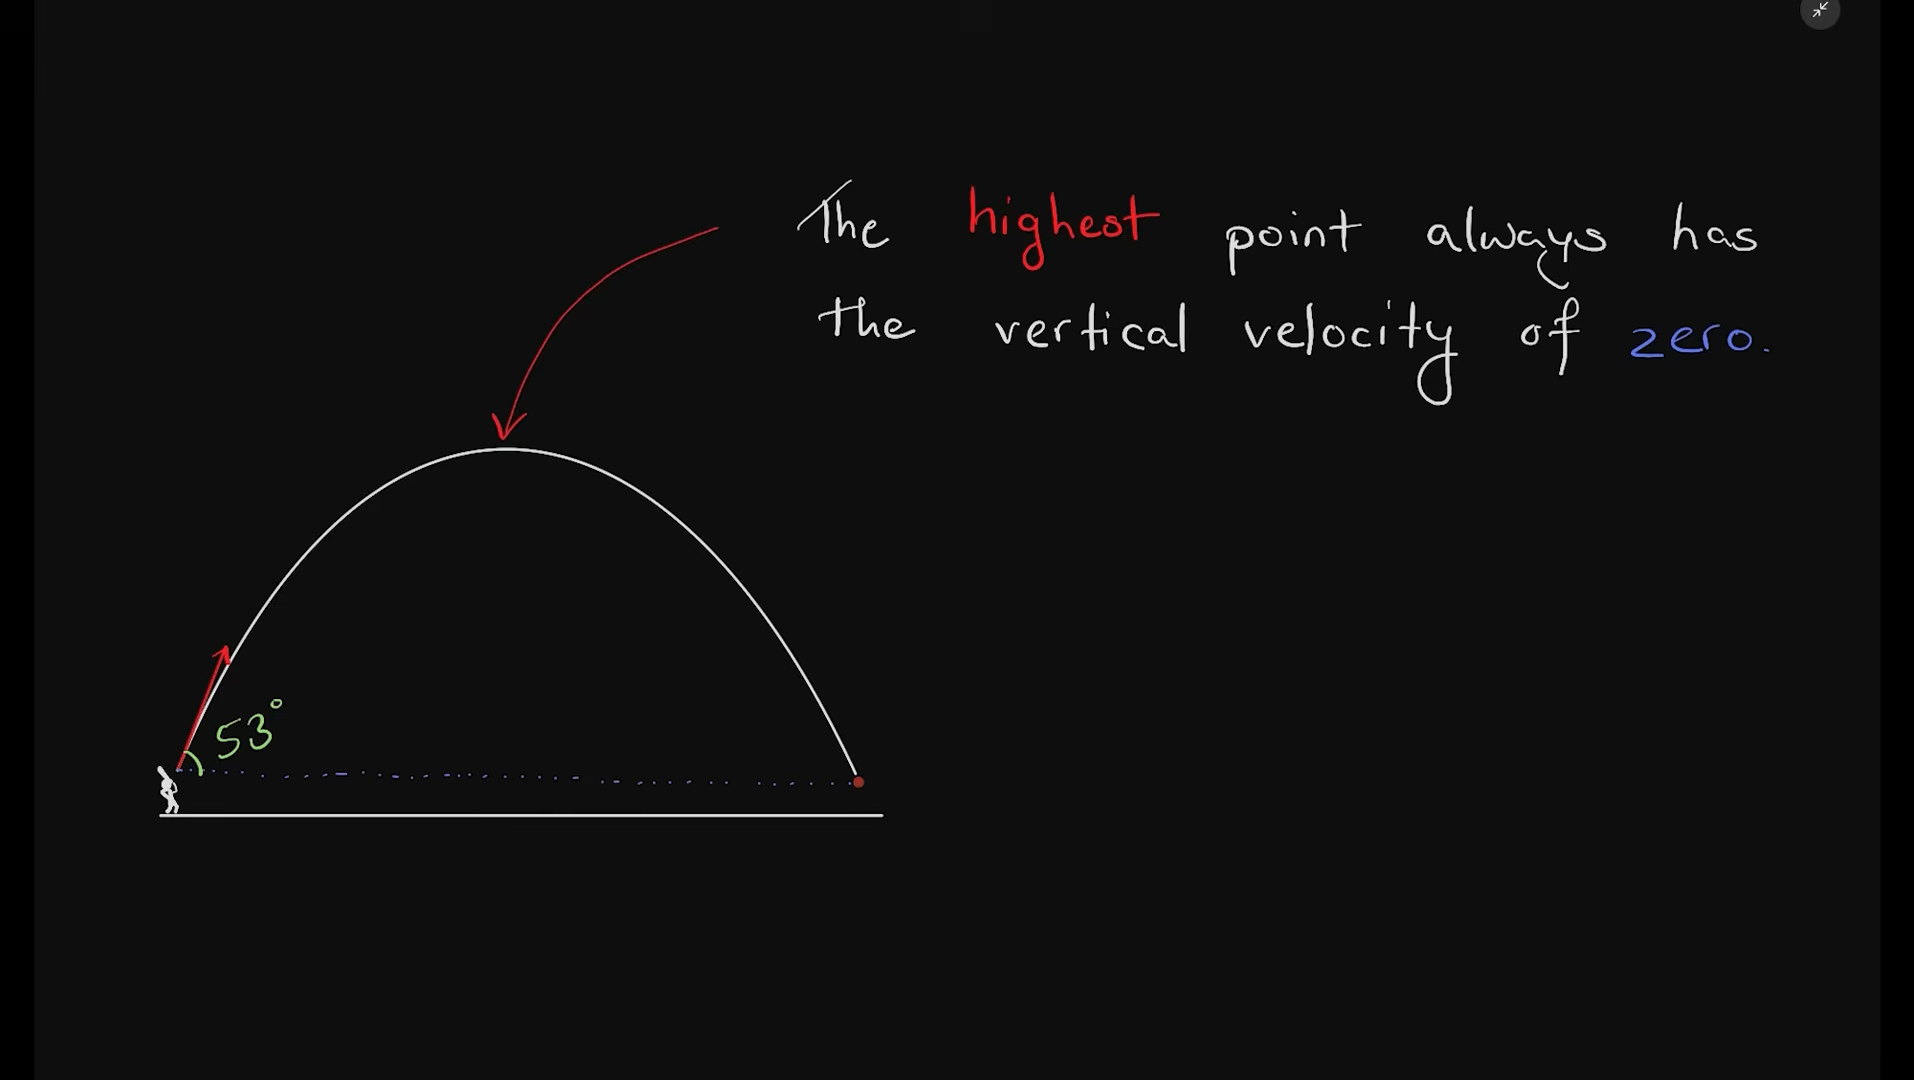 The highest point always has
the vertical velocity of zero.
53°